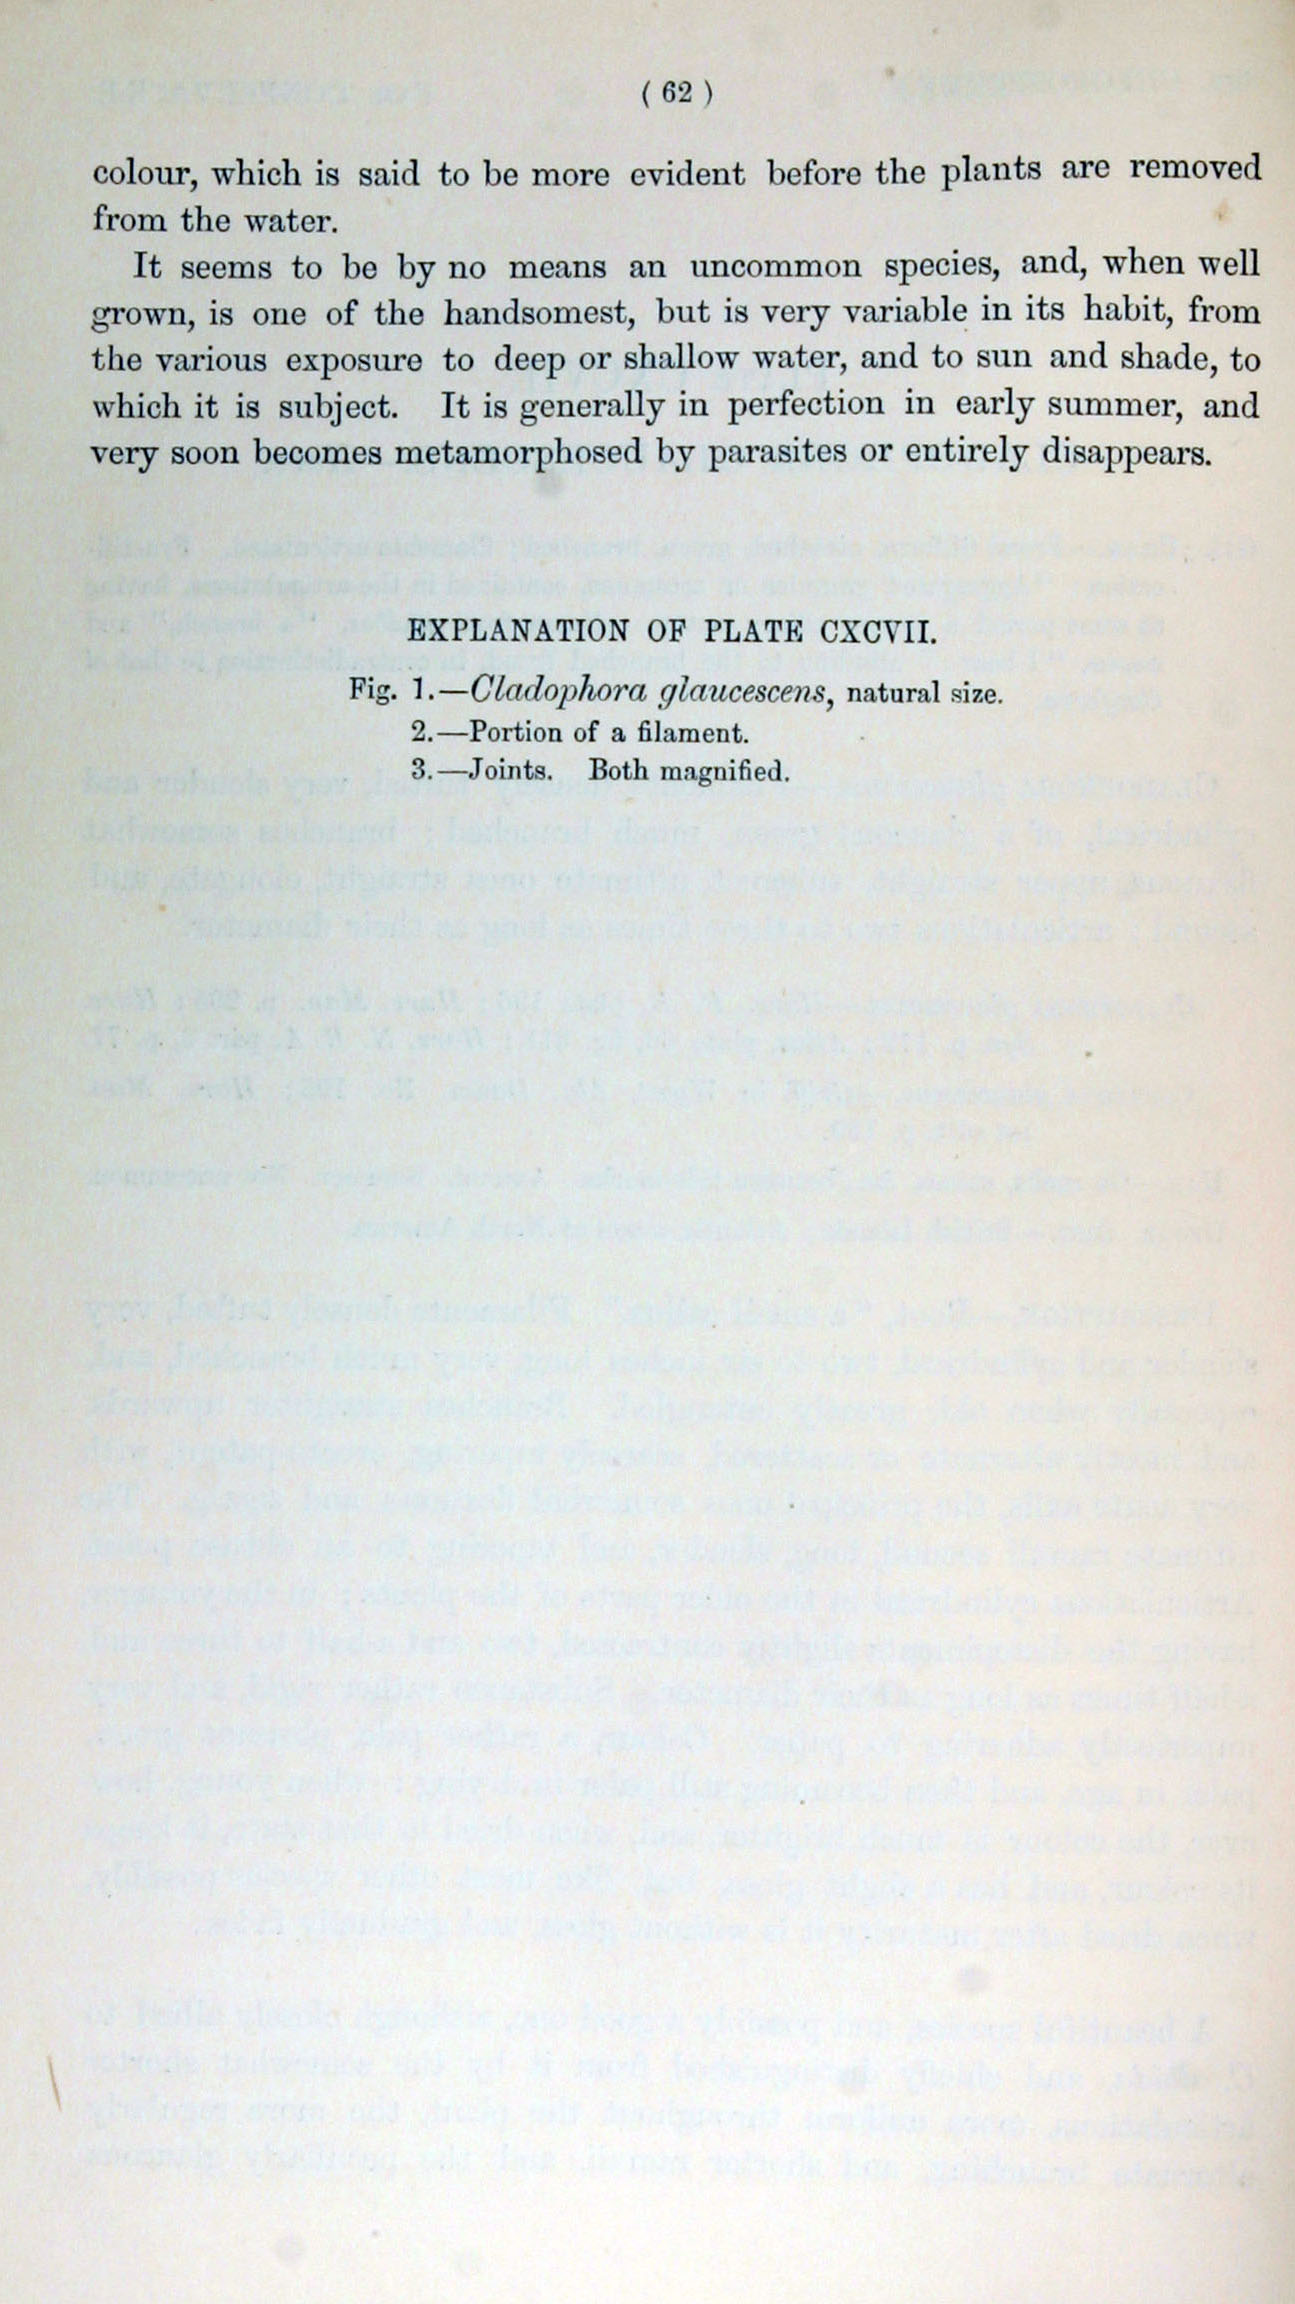 ( 62 )
colour, which is said to be more evident before the plants are removed
from the water.
It seems to be by no means an uncommon species, and, when well
grown, is one of the handsomest, but is very variable in its habit, from
the various exposure to deep or shallow water, and to sun and shade, to
which it is subject. It is generally in perfection in early summer, and
very soon becomes metamorphosed by parasites or entirely disappears.
EXPLANATION OF PLATE CXCVII.
Fig. 1.—Cladophora glaucescens, natural size.
2.—Portion of a filament.
3.—Joints. Both magnified.